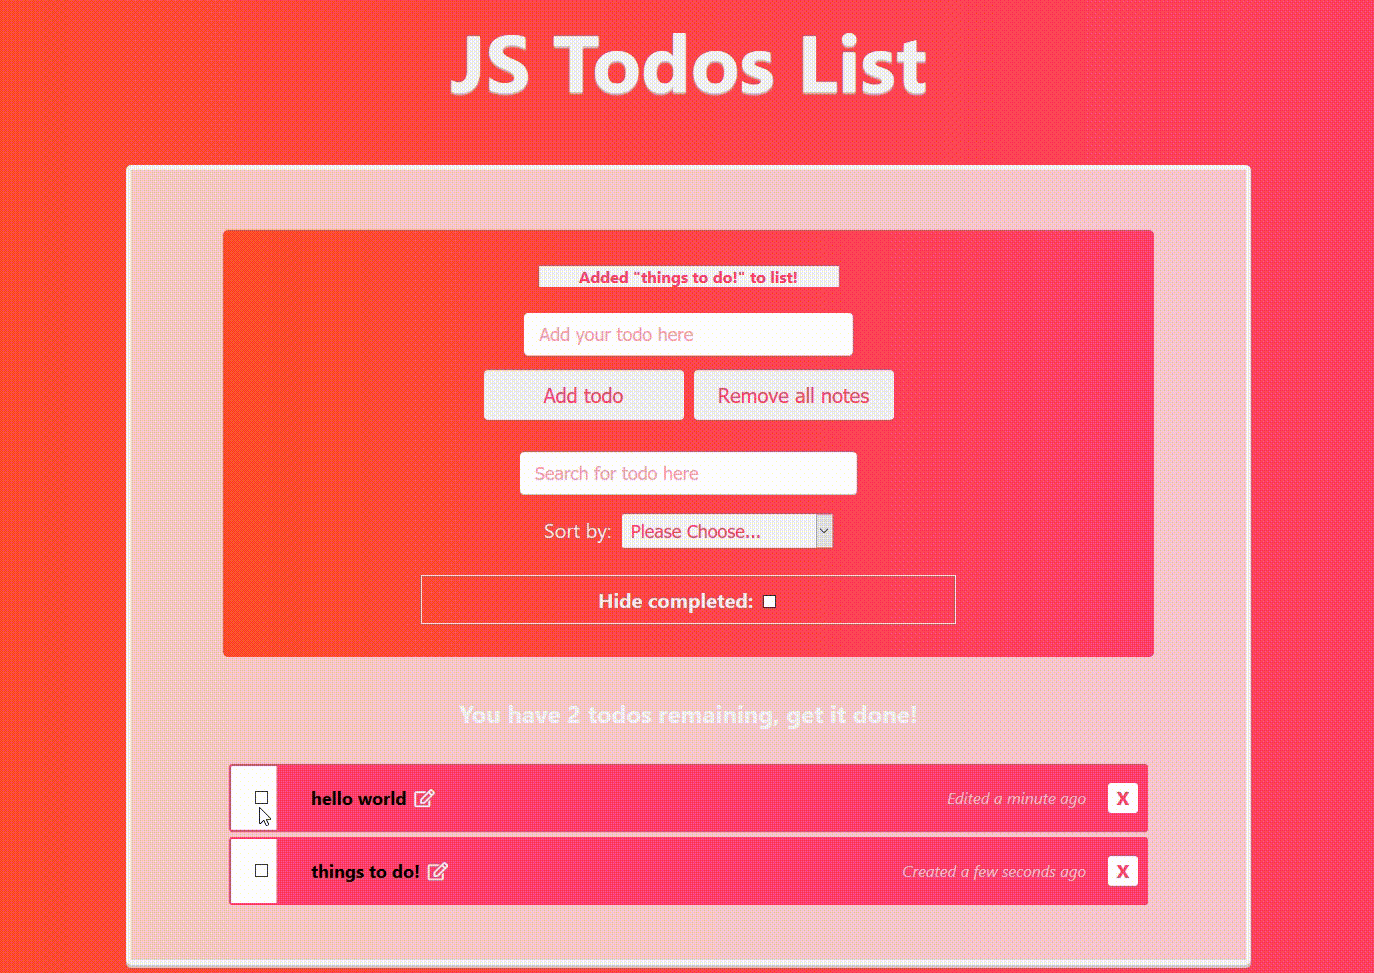 JS Todos List
Added "things to do!" to list!
Add your todo here
Add todo
Remove all notes
Search for todo here
Sort by: Please Choose...
Hide completed:
You have 2 todos remaining, get it done!
hello world Edited a minute ago X
things to do! Created a few seconds ago X